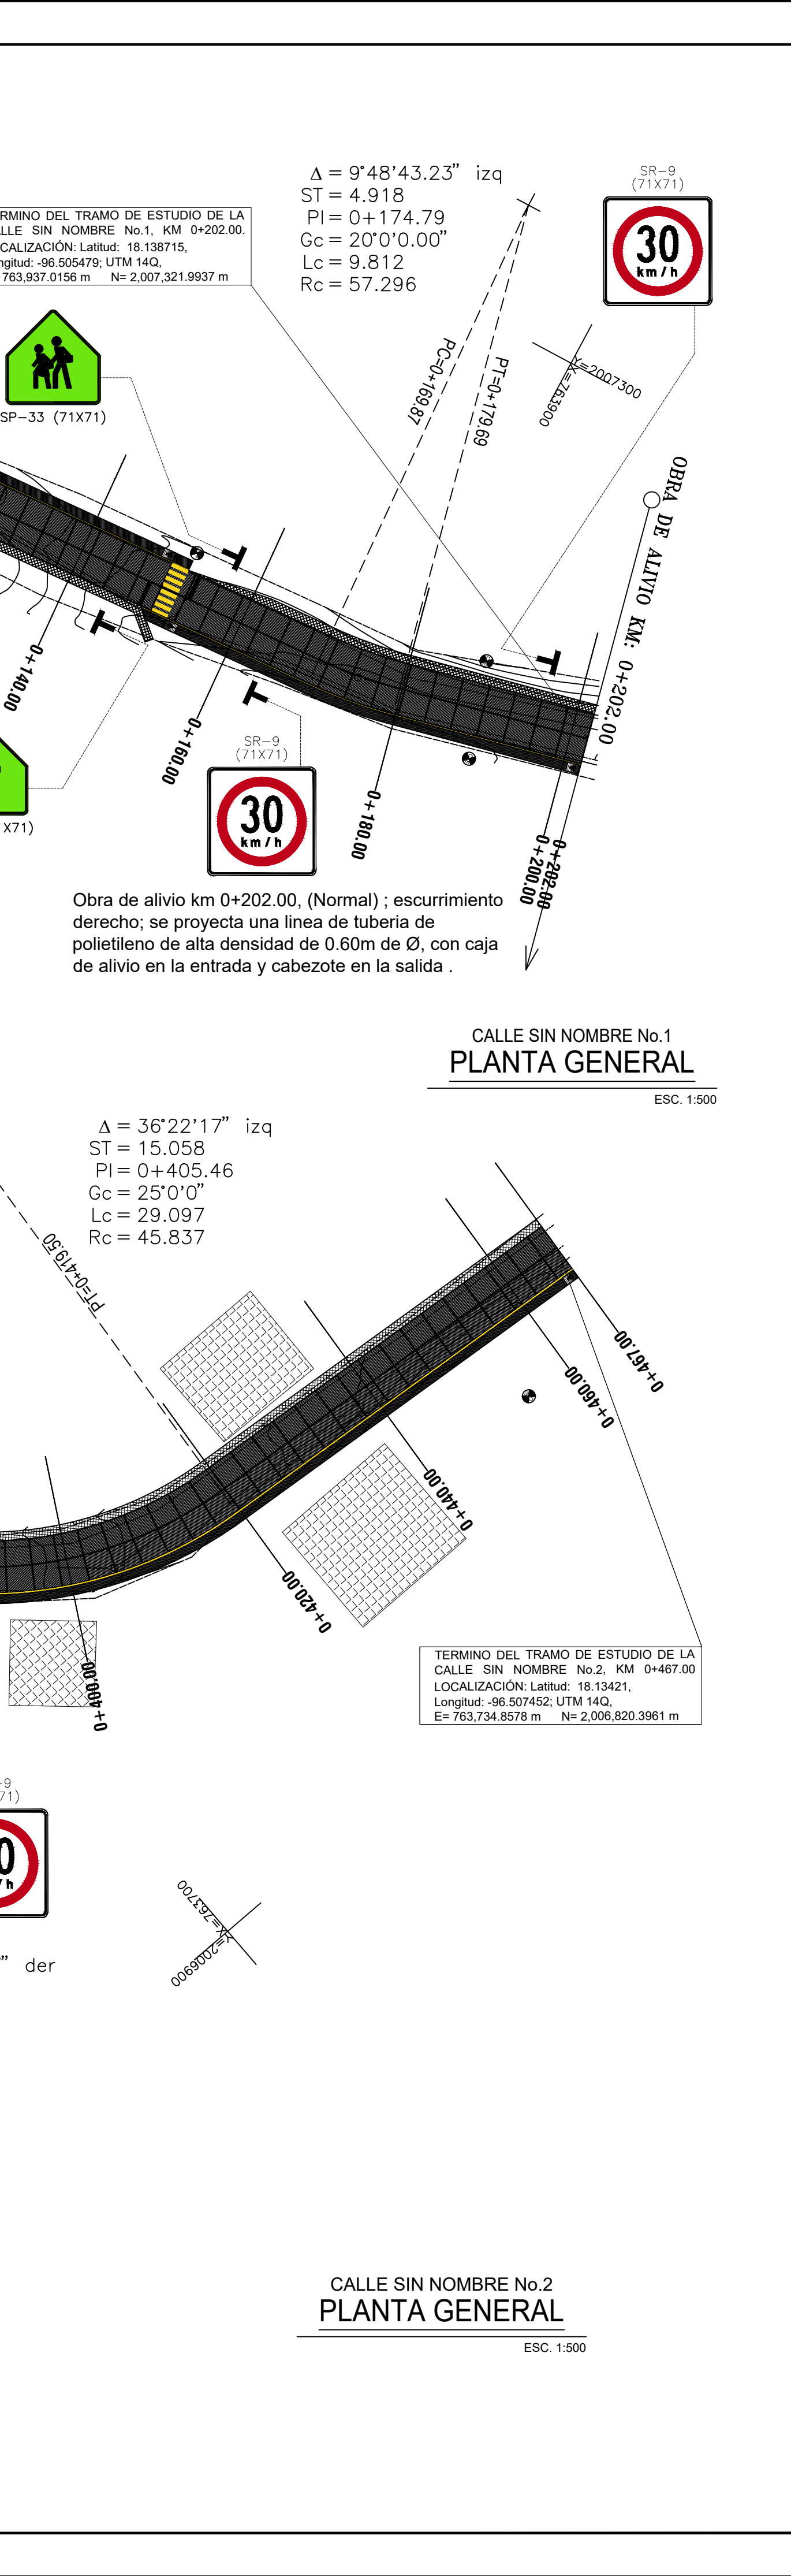 Δ = 9°48'43.23" izq
ST = 4.918
PI = 0+174.79
Gc = 20°0'0.00"
Lc = 9.812
Rc = 57.296
SR-9
(71X71)
30
km/h
RMINO DEL TRAMO DE ESTUDIO DE LA
LLE SIN NOMBRE No.1, KM 0+202.00.
CALIZACIÓN: Latitud: 18.138715,
ngitud: -96.505479; UTM 14Q,
763,937.0156 m N= 2,007,321.9937 m
SP-33 (71X71)
PC=0+169.87
PT=0+179.69
Y=2007300
X=763900
OBRA DE ALIVIO KM: 0+202.00
0+140.00
0+160.00
0+180.00
0+200.00
0+202.00
X71)
SR-9
(71X71)
30
km/h
Obra de alivio km 0+202.00, (Normal) ; escurrimiento
derecho; se proyecta una linea de tuberia de
polietileno de alta densidad de 0.60m de Ø, con caja
de alivio en la entrada y cabezote en la salida .
CALLE SIN NOMBRE No.1
PLANTA GENERAL
ESC. 1:500
Δ = 36°22'17" izq
ST = 15.058
PI = 0+405.46
Gc = 25°0'0"
Lc = 29.097
Rc = 45.837
PT=0+419.50
0+467.00
0+460.00
0+440.00
0+420.00
0+400.00
TERMINO DEL TRAMO DE ESTUDIO DE LA
CALLE SIN NOMBRE No.2, KM 0+467.00
LOCALIZACIÓN: Latitud: 18.13421,
Longitud: -96.507452; UTM 14Q,
E= 763,734.8578 m N= 2,006,820.3961 m
-9
71)
0
/h
X=763700
Y=2006900
" der
CALLE SIN NOMBRE No.2
PLANTA GENERAL
ESC. 1:500